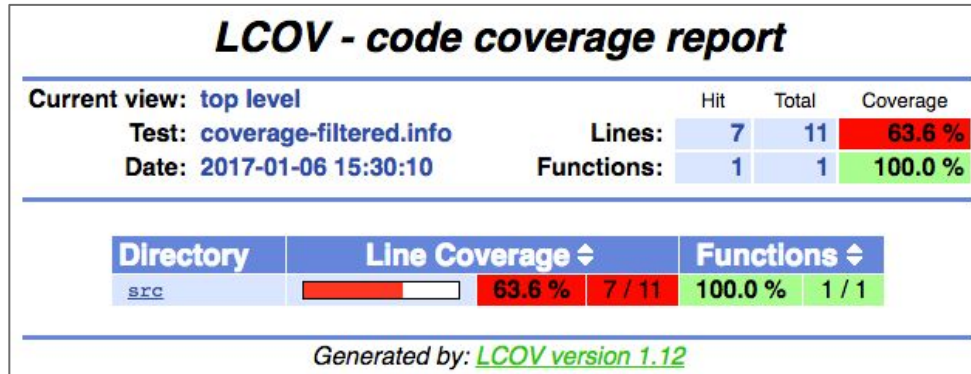 LCOV - code coverage report
Current view: top level Hit Total Coverage
Test: coverage-filtered.info Lines: 7 11 63.6 %
Date: 2017-01-06 15:30:10 Functions: 1 1 100.0 %
Directory Line Coverage Functions
src 63.6 % 7 / 11 100.0 % 1 / 1
Generated by: LCOV version 1.12